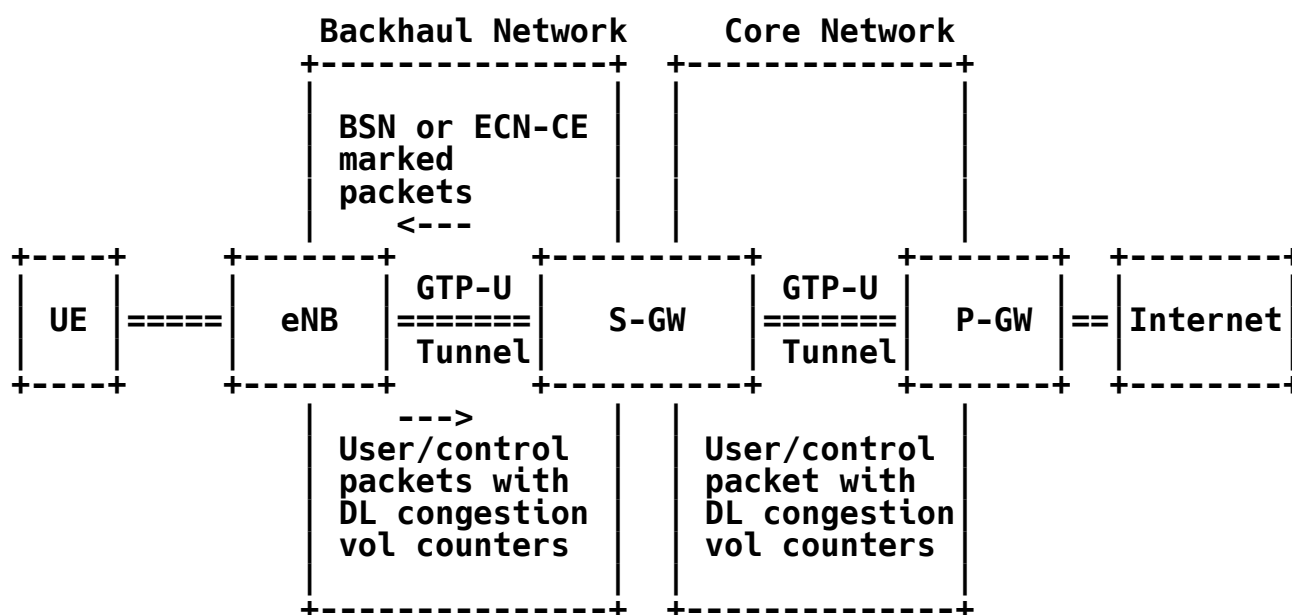 Backhaul Network Core Network
+---------------+ +--------------+
| | | |
| BSN or ECN-CE | | |
| marked | | |
| packets | | |
| <--- | | |
+----+ +-------+ +----------+ +-------+ +--------+
| | | | GTP-U | | GTP-U | | | |
| UE |=====| eNB |=======| S-GW |=======| P-GW |==|Internet|
| | | | Tunnel| | Tunnel| | | |
+----+ +-------+ +----------+ +-------+ +--------+
| ---> | | |
| User/control | | User/control |
| packets with | | packet with |
| DL congestion | | DL congestion|
| vol counters | | vol counters |
| | | |
+---------------+ +--------------+